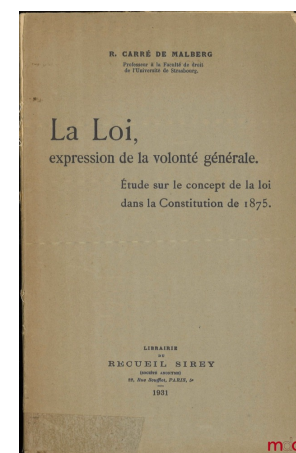 R. CARRÉ DE MALBERG
Professeur à la Faculté de droit
de l'Université de Strasbourg.
La Loi,
expression de la volonté générale.
Étude sur le concept de la loi
dans la Constitution de 1875.
LIBRAIRIE
DU
RECUEIL SIREY
(SOCIÉTÉ ANONYME)
22, Rue Soufflot, PARIS, 5e
1931